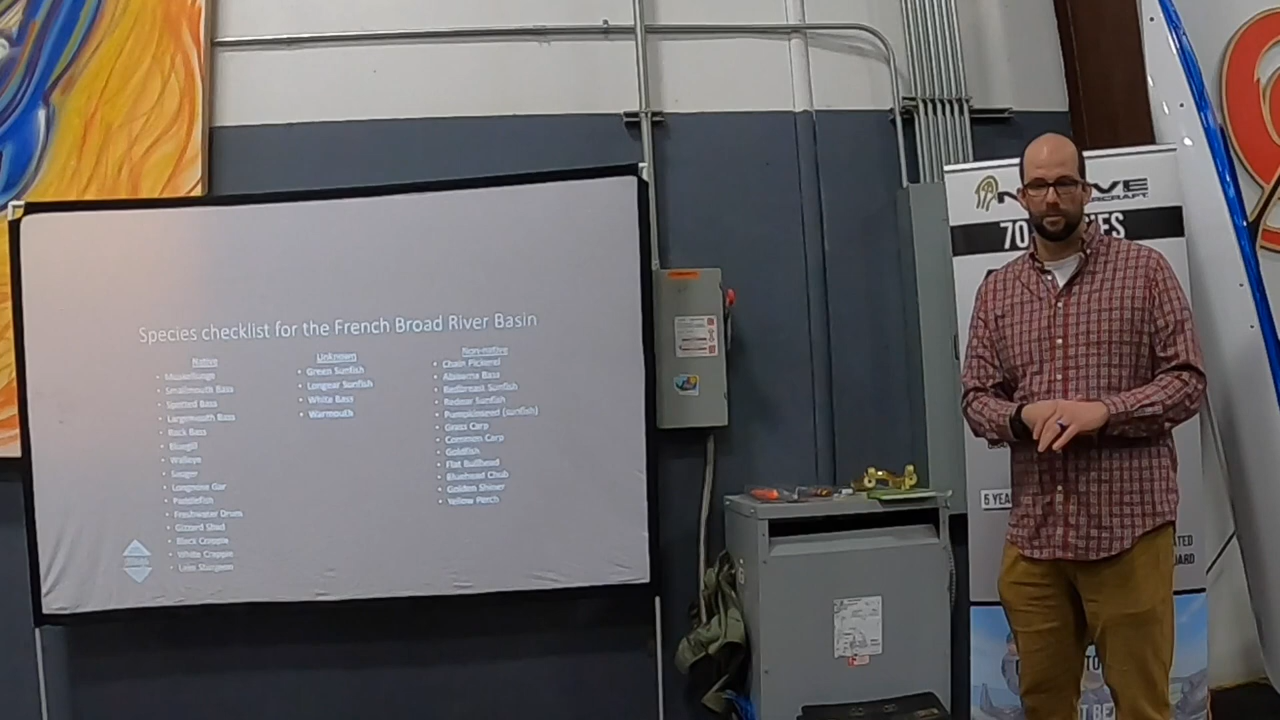 Species checklist for the French Broad River Basin
Native
• Muskellunge
• Smallmouth Bass
• Spotted Bass
• Largemouth Bass
• Rock Bass
• Bluegill
• Walleye
• Sauger
• Longnose Gar
• Paddlefish
• Freshwater Drum
• Gizzard Shad
• Black Crappie
• White Crappie
• Lake Sturgeon
Unknown
• Green Sunfish
• Longear Sunfish
• White Bass
• Warmouth
Non-native
• Chain Pickerel
• Alabama Bass
• Redbreast Sunfish
• Redear Sunfish
• Pumpkinseed (sunfish)
• Grass Carp
• Common Carp
• Goldfish
• Flat Bullhead
• Bluehead Chub
• Golden Shiner
• Yellow Perch
70
6 YEA